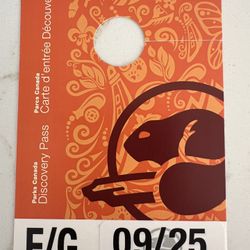 Parks Canada
Discovery Pass
Parcs Canada
Carte d'entrée Découverte
F/G
09/25